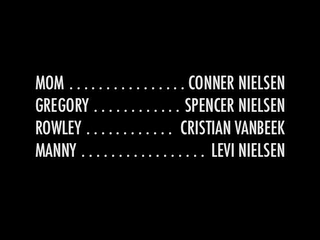 MOM . . . . . . . . . . . . . . . . CONNER NIELSEN
GREGORY . . . . . . . . . . . . SPENCER NIELSEN
ROWLEY . . . . . . . . . . . . CRISTIAN VANBEEK
MANNY . . . . . . . . . . . . . . . . . LEVI NIELSEN